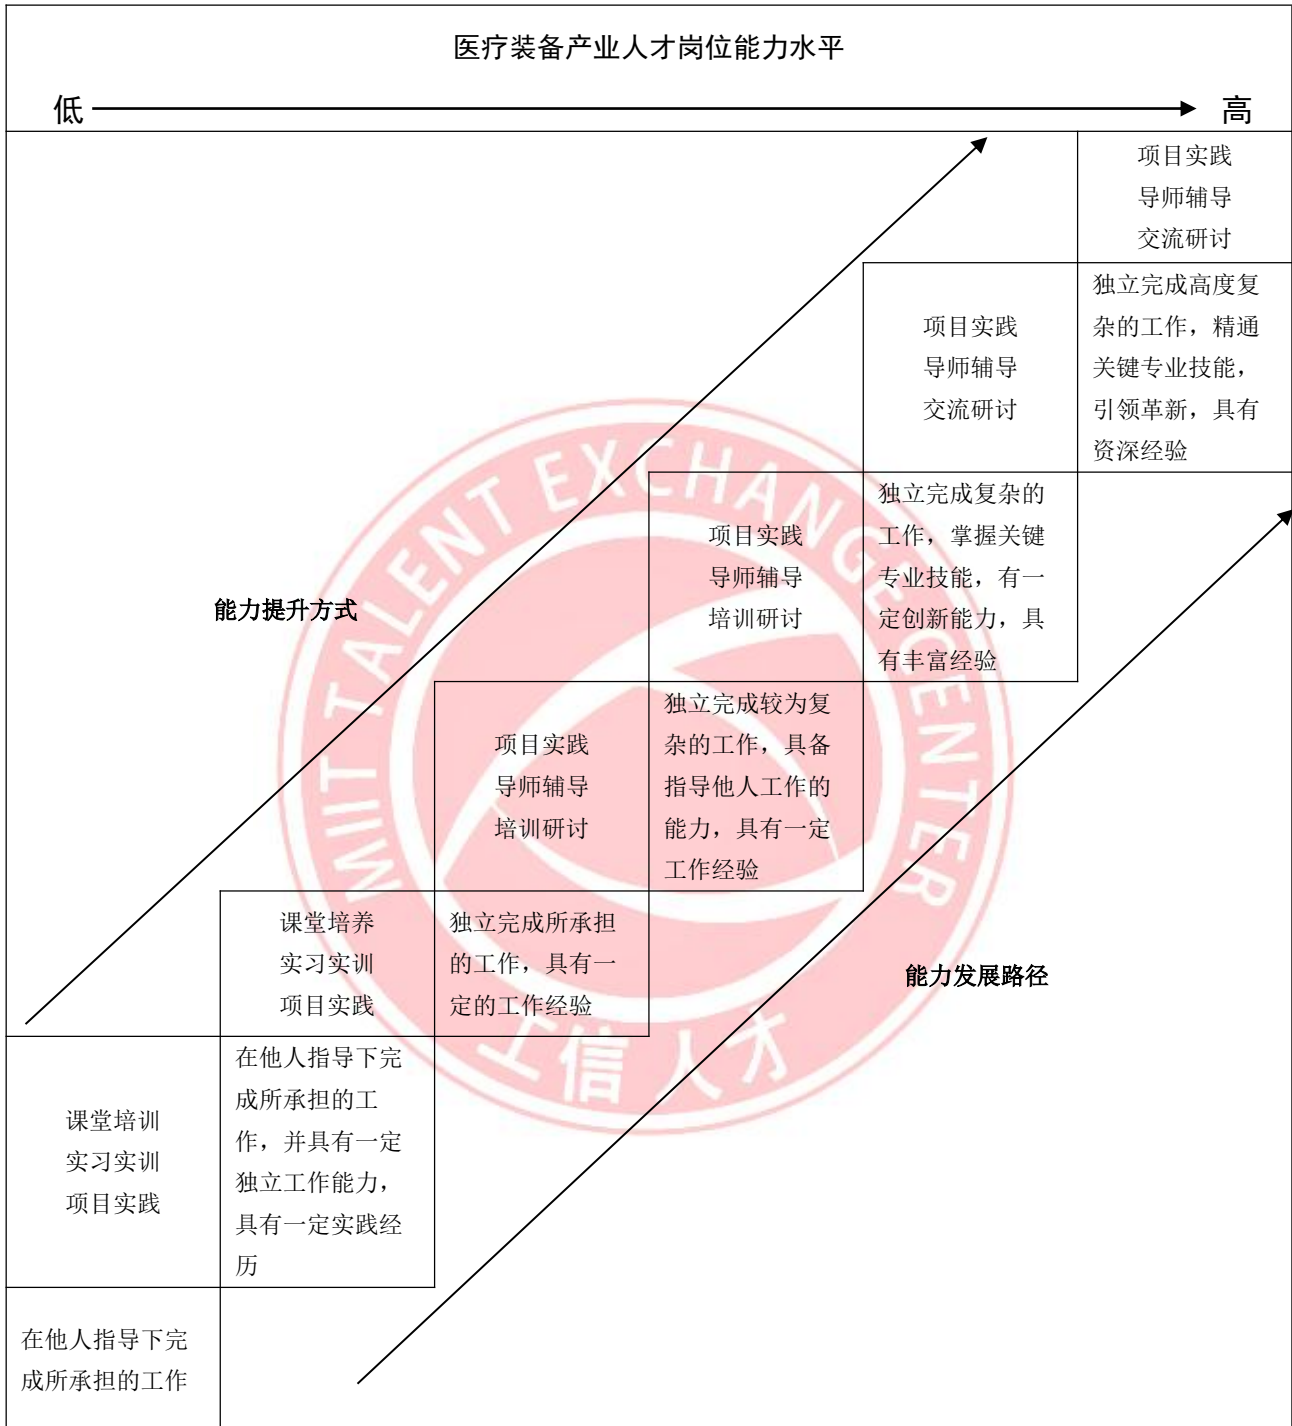 医疗装备产业人才岗位能力水平
低
高
项目实践
导师辅导
交流研讨
项目实践
导师辅导
交流研讨
独立完成高度复
杂的工作，精通
关键专业技能，
引领革新，具有
资深经验
项目实践
导师辅导
培训研讨
独立完成复杂的
工作，掌握关键
专业技能，有一
定创新能力，具
有丰富经验
能力提升方式
项目实践
导师辅导
培训研讨
独立完成较为复
杂的工作，具备
指导他人工作的
能力，具有一定
工作经验
课堂培养
实习实训
项目实践
独立完成所承担
的工作，具有一
定的工作经验
能力发展路径
课堂培训
实习实训
项目实践
在他人指导下完
成所承担的工
作，并具有一定
独立工作能力，
具有一定实践经
历
在他人指导下完
成所承担的工作
MIIT TALENT EXCHANGE CENTER
工信人才